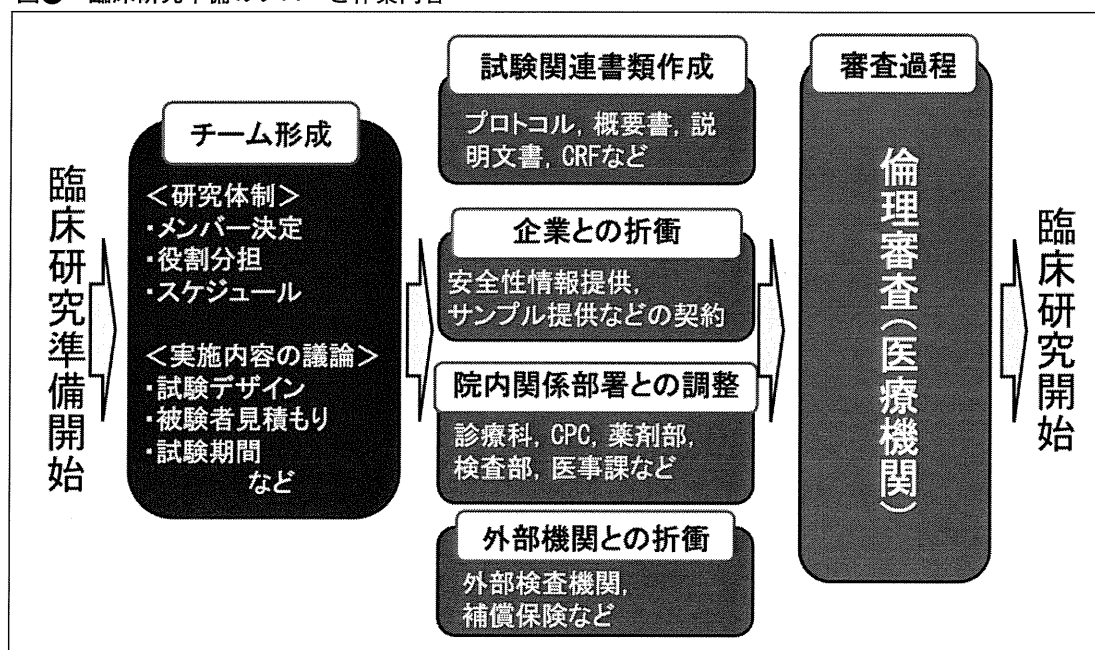 臨床研究準備開始
チーム形成
＜研究体制＞
・メンバー決定
・役割分担
・スケジュール
＜実施内容の議論＞
・試験デザイン
・被験者見積もり
・試験期間
など
試験関連書類作成
プロトコル, 概要書, 説
明文書, CRFなど
企業との折衝
安全性情報提供,
サンプル提供などの契約
院内関係部署との調整
診療科, CPC, 薬剤部,
検査部, 医事課など
外部機関との折衝
外部検査機関,
補償保険など
審査過程
倫理審査(医療機関)
臨床研究開始